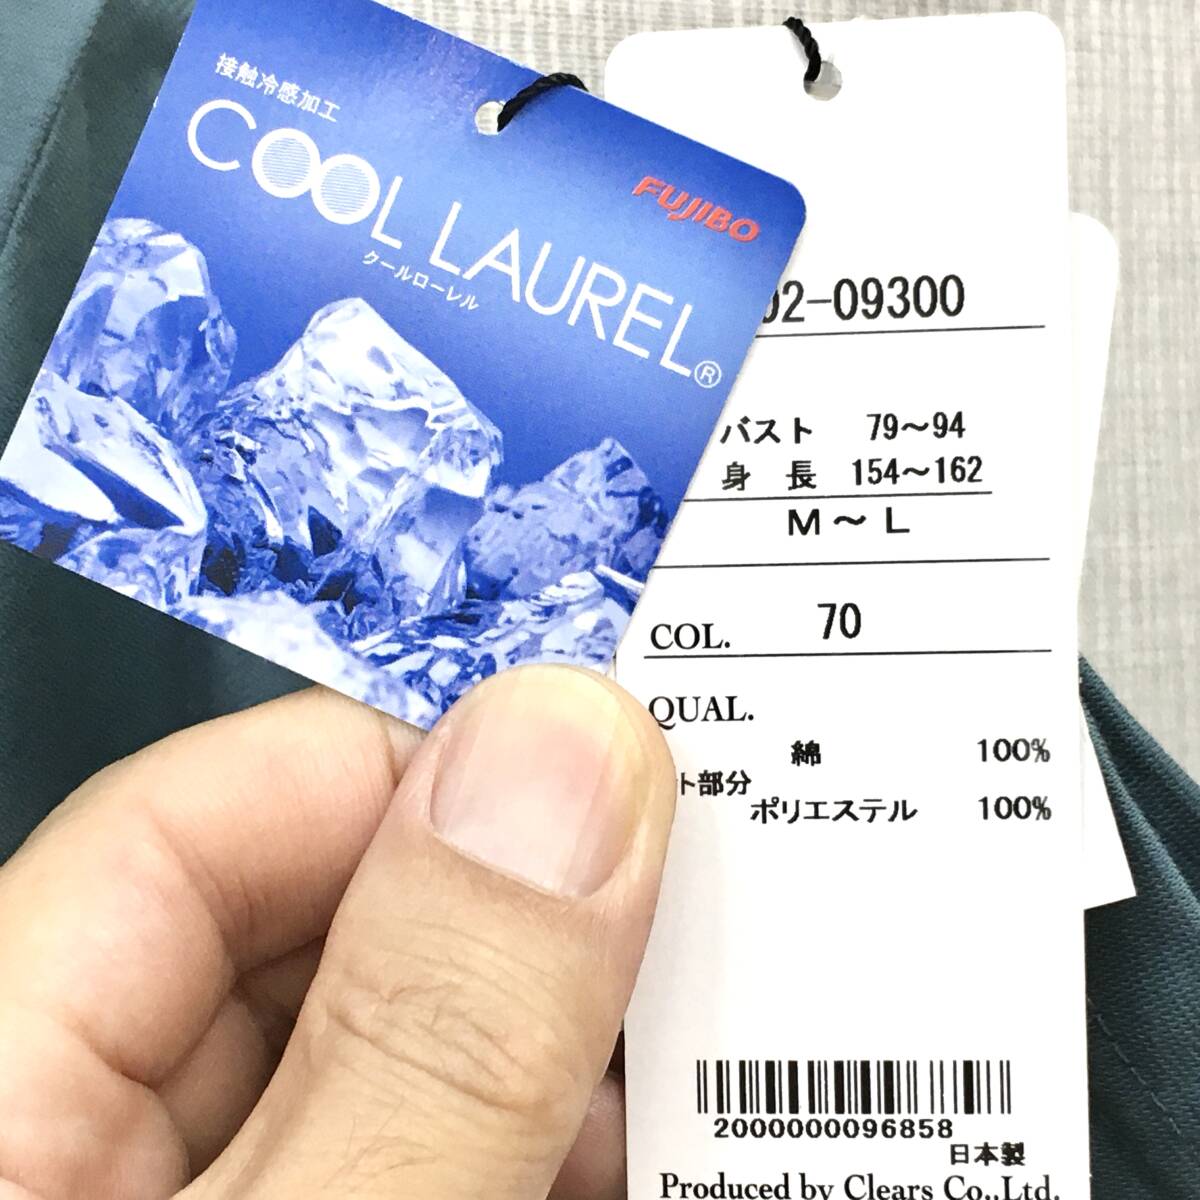 接触冷感加工
COOL LAUREL®
クールローレル
FUJIBO
02-09300
バスト 79～94
身 長 154～162
M ～ L
COL. 70
QUAL.
綿 100%
ト部分
ポリエステル 100%
2000000096858
日本製
Produced by Clears Co.,Ltd.